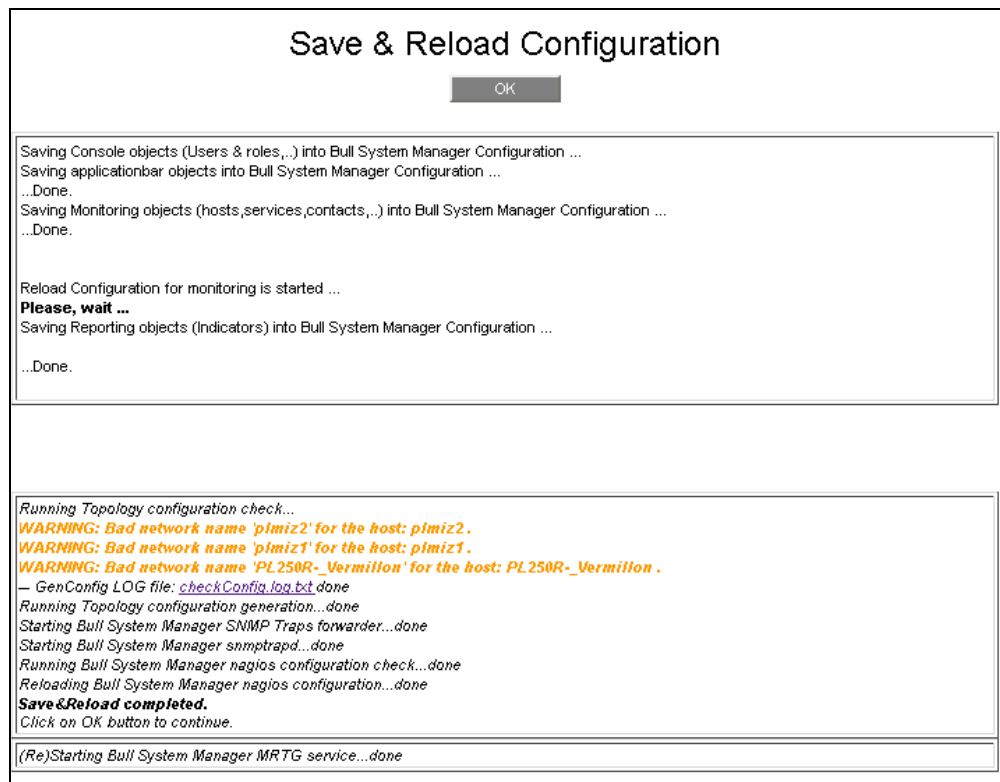 Save & Reload Configuration
OK
Saving Console objects (Users & roles,..) into Bull System Manager Configuration ...
Saving applicationbar objects into Bull System Manager Configuration ...
...Done.
Saving Monitoring objects (hosts,services,contacts,..) into Bull System Manager Configuration ...
...Done.
Reload Configuration for monitoring is started ...
Please, wait ...
Saving Reporting objects (Indicators) into Bull System Manager Configuration ...
...Done.
Running Topology configuration check...
WARNING: Bad network name 'plmiz2' for the host: plmiz2 .
WARNING: Bad network name 'plmiz1' for the host: plmiz1 .
WARNING: Bad network name 'PL250R-_Vermillon' for the host: PL250R-_Vermillon .
— GenConfig LOG file: checkConfig.log.txt done
Running Topology configuration generation...done
Starting Bull System Manager SNMP Traps forwarder...done
Starting Bull System Manager snmptrapd...done
Running Bull System Manager nagios configuration check...done
Reloading Bull System Manager nagios configuration...done
Save&Reload completed.
Click on OK button to continue.
(Re)Starting Bull System Manager MRTG service...done